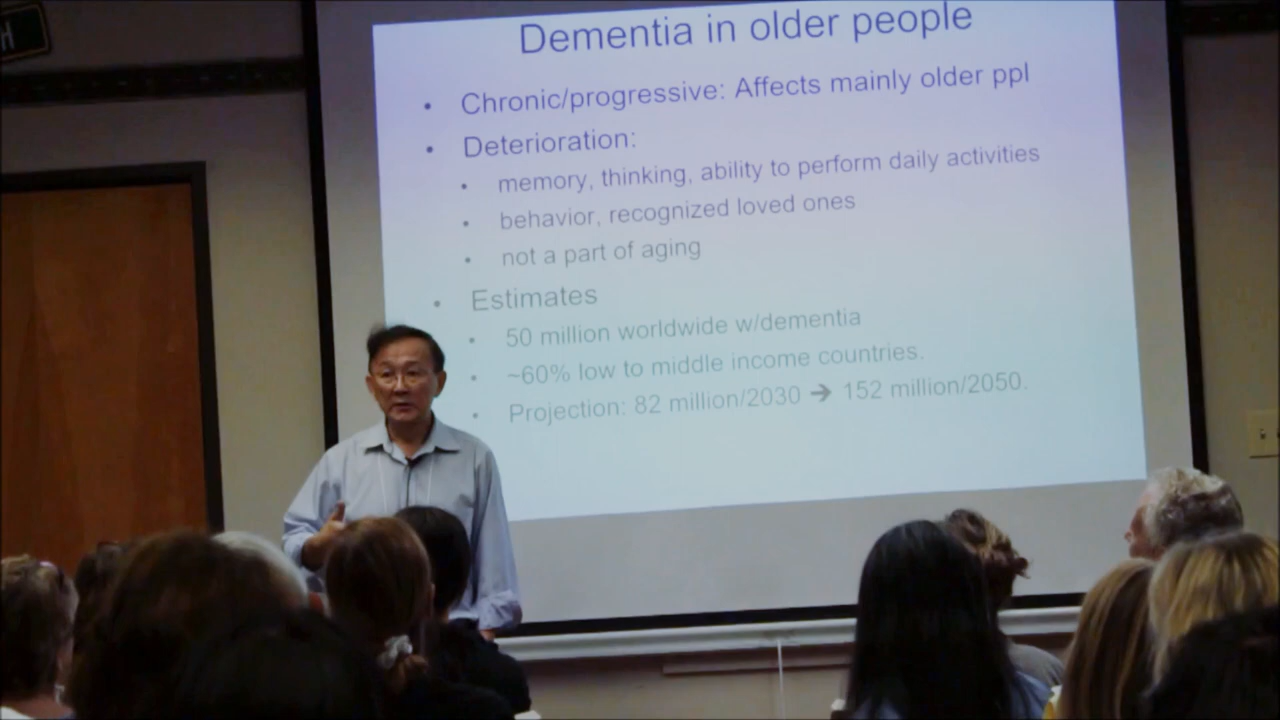 H
Dementia in older people
• Chronic/progressive: Affects mainly older ppl
• Deterioration:
• memory, thinking, ability to perform daily activities
• behavior, recognized loved ones
• not a part of aging
• Estimates
• 50 million worldwide w/dementia
• ~60% low to middle income countries.
• Projection: 82 million/2030 ➔ 152 million/2050.